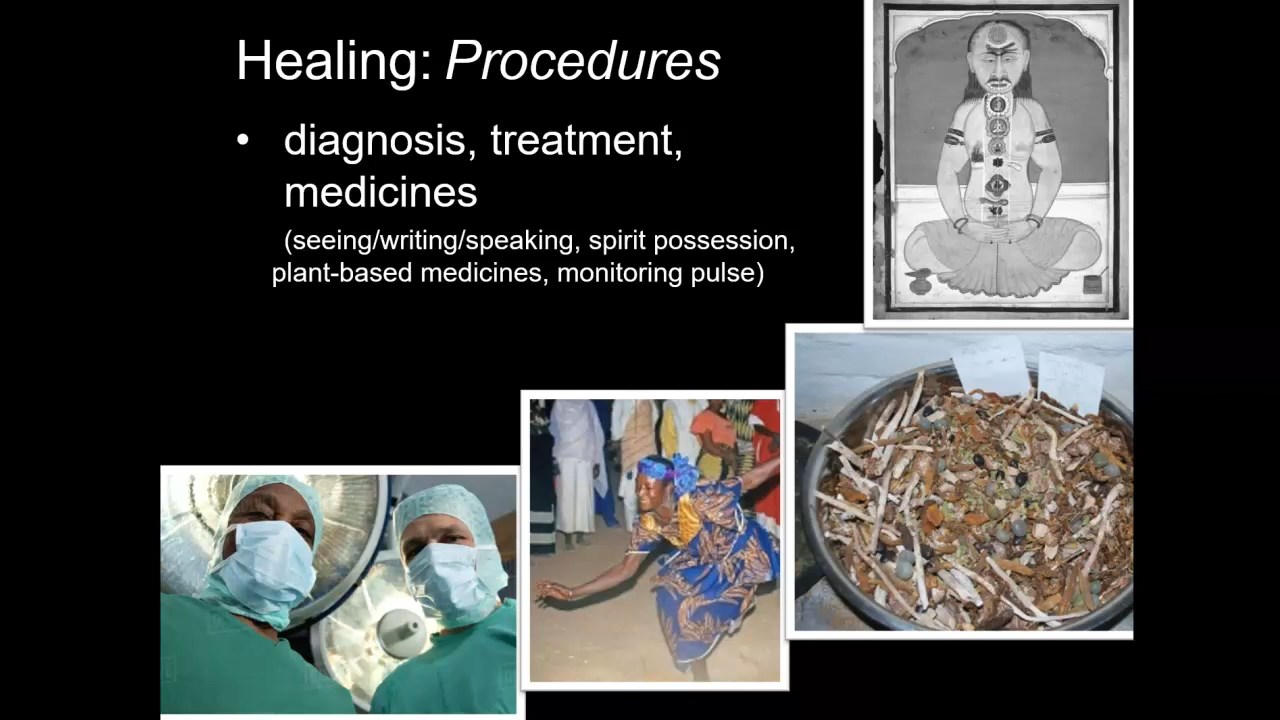 Healing: Procedures
• diagnosis, treatment,
medicines
(seeing/writing/speaking, spirit possession,
plant-based medicines, monitoring pulse)